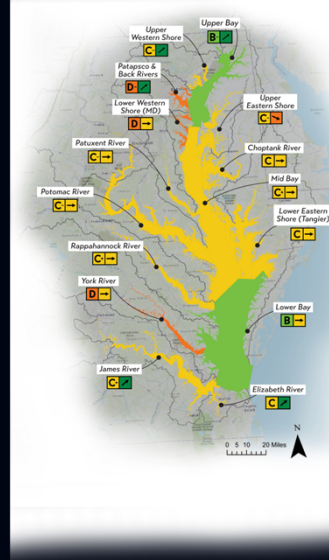 Upper Bay
B
Upper
Western Shore
C
Patapsco &
Back Rivers
D
Lower Western
Shore (MD)
D
Upper
Eastern Shore
C
Patuxent River
C
Choptank River
C
Mid Bay
C
Potomac River
C
Lower Eastern
Shore (Tangier)
C
Rappahannock River
C
York River
D
Lower Bay
B
James River
C
Elizabeth River
C
N
0 5 10 20 Miles